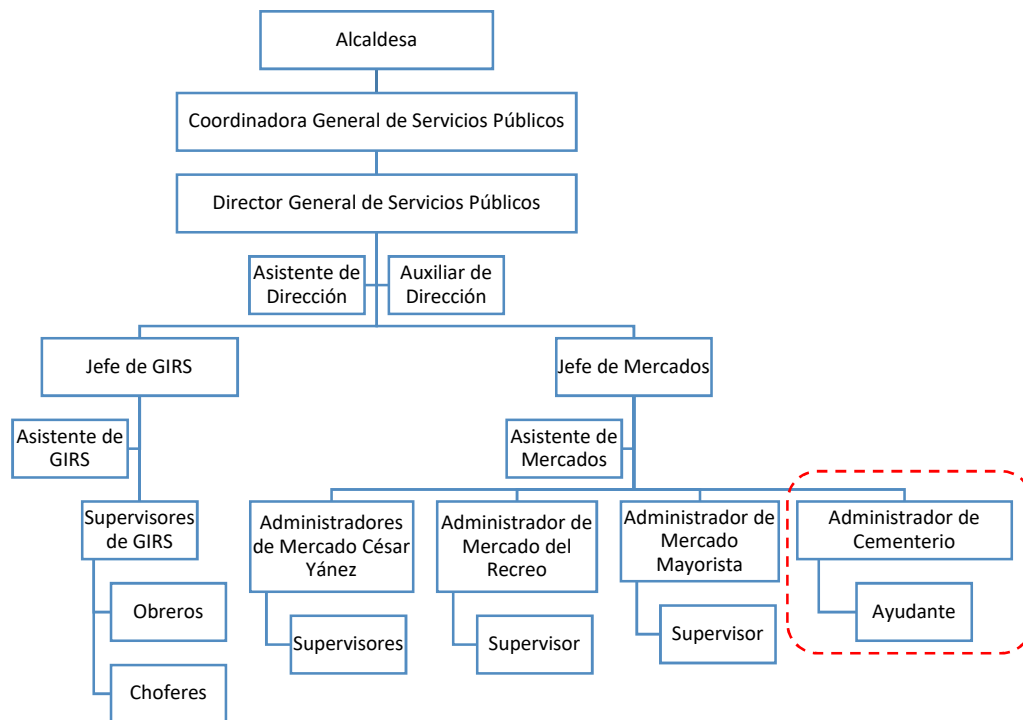 Alcaldesa
Coordinadora General de Servicios Públicos
Director General de Servicios Públicos
Asistente de
Dirección
Auxiliar de
Dirección
Jefe de GIRS
Jefe de Mercados
Asistente de
GIRS
Asistente de
Mercados
Supervisores
de GIRS
Administradores
de Mercado César
Yánez
Administrador de
Mercado del
Recreo
Administrador de
Mercado
Mayorista
Administrador de
Cementerio
Obreros
Choferes
Supervisores
Supervisor
Supervisor
Ayudante